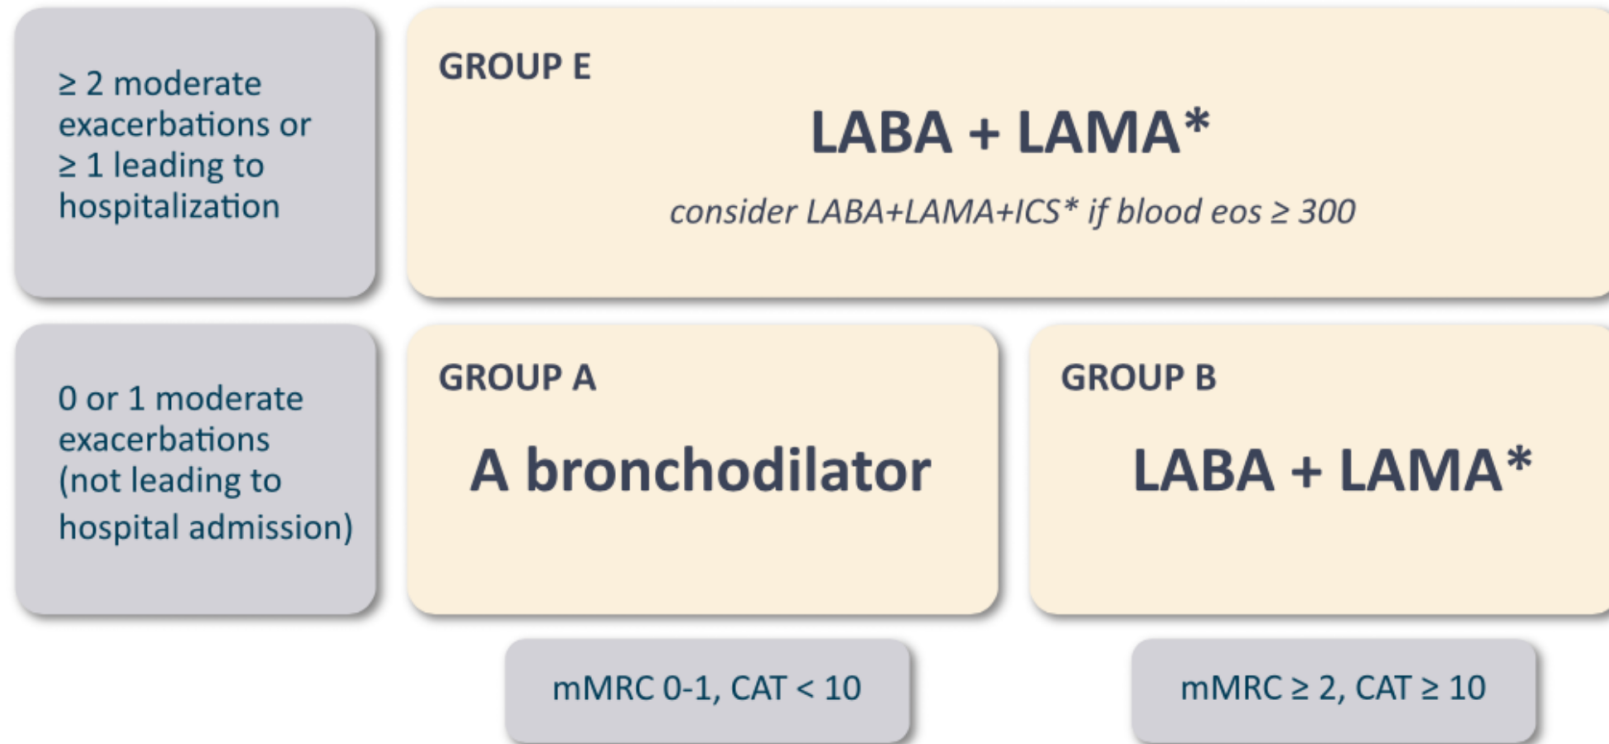 ≥ 2 moderate
exacerbations or
≥ 1 leading to
hospitalization
GROUP E
LABA + LAMA*
consider LABA+LAMA+ICS* if blood eos ≥ 300
0 or 1 moderate
exacerbations
(not leading to
hospital admission)
GROUP A
A bronchodilator
GROUP B
LABA + LAMA*
mMRC 0-1, CAT < 10
mMRC ≥ 2, CAT ≥ 10